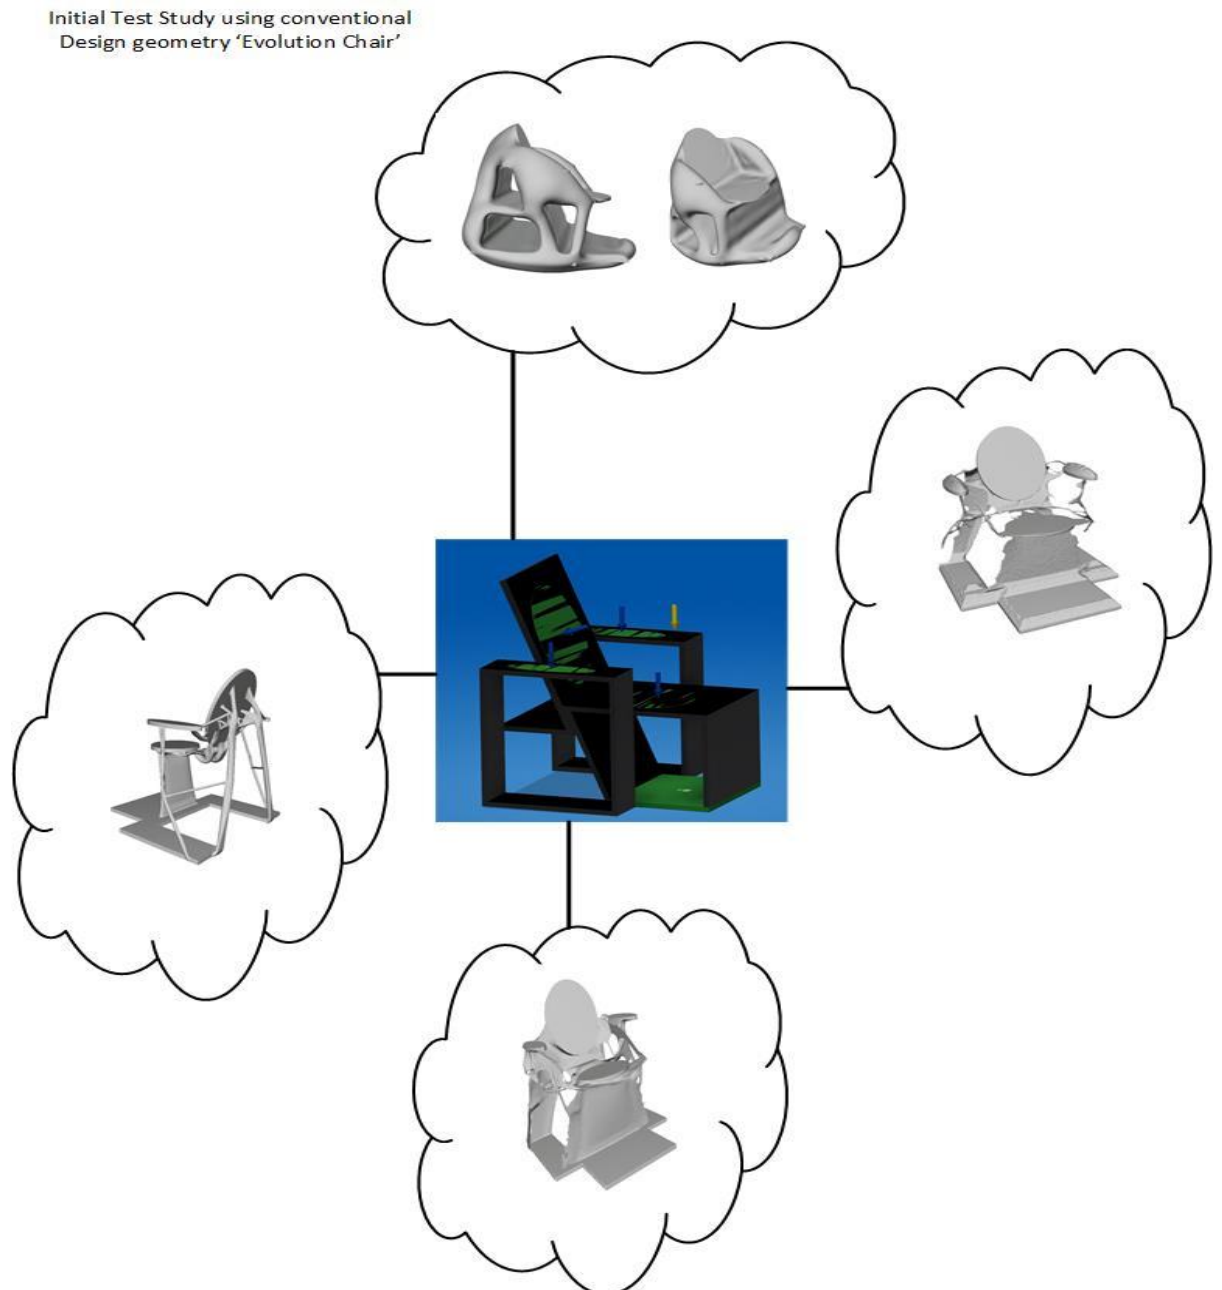 Initial Test Study using conventional
Design geometry ‘Evolution Chair’